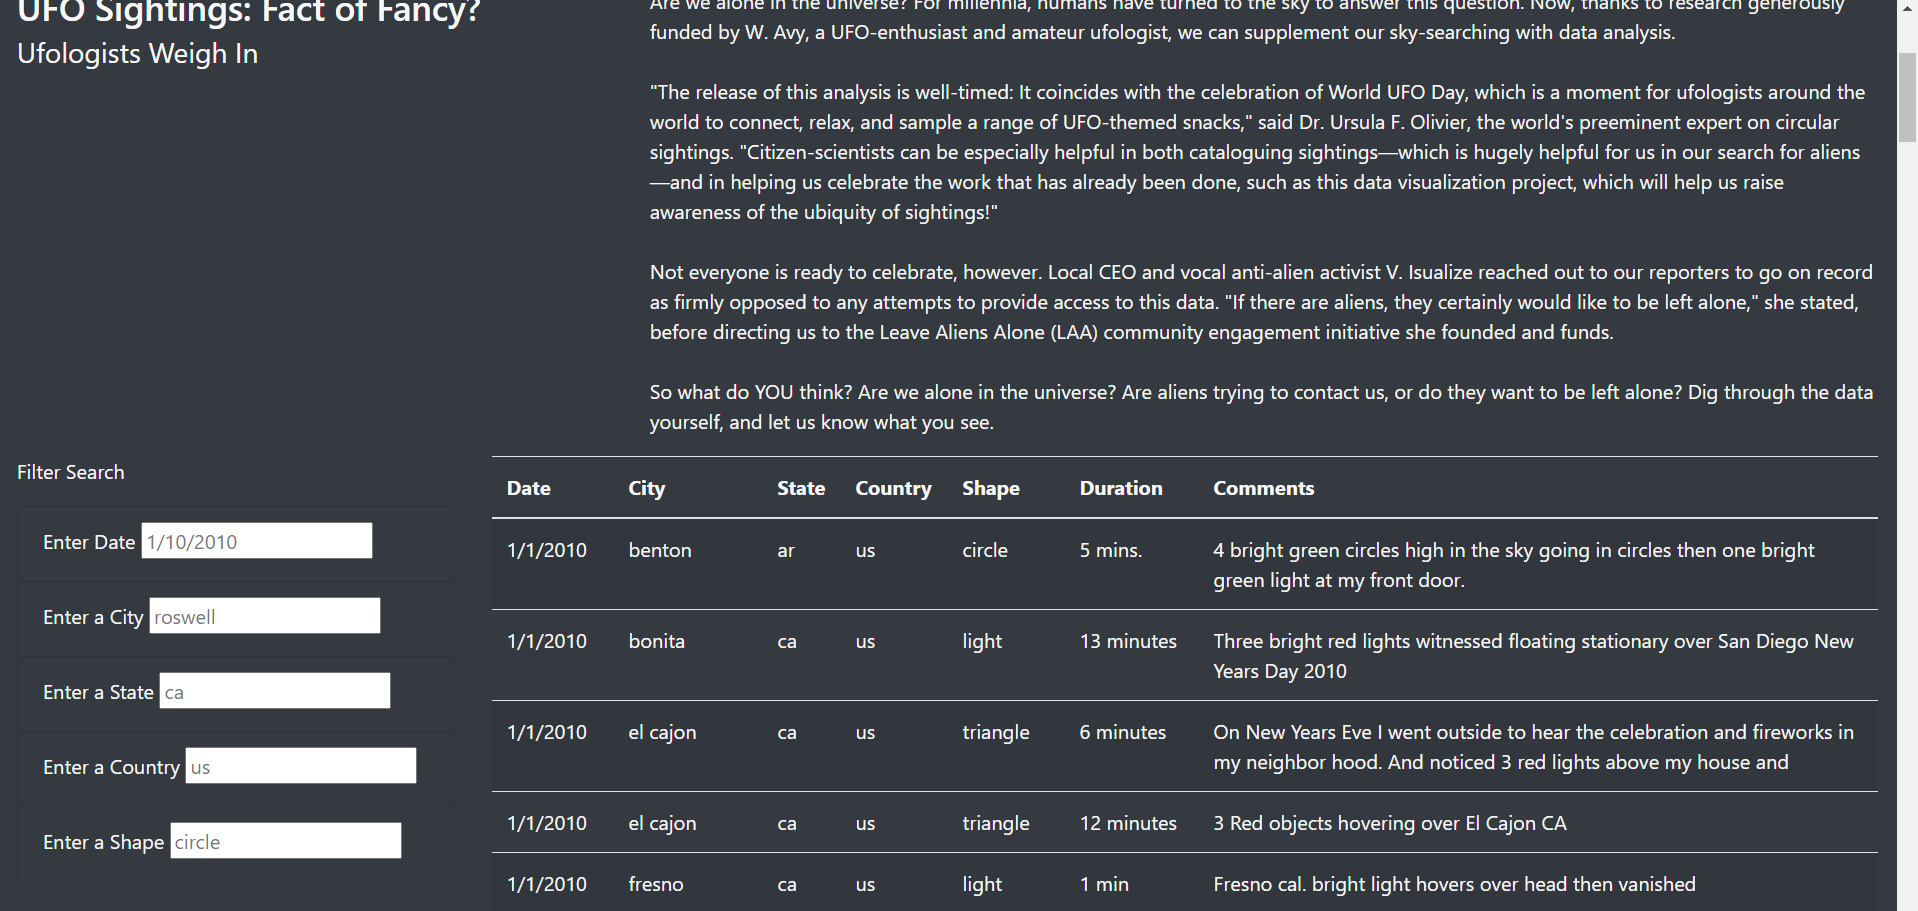 UFO Sightings: Fact of Fancy?
Ufologists Weigh In
Are we alone in the universe? For millennia, humans have turned to the sky to answer this question. Now, thanks to research generously
funded by W. Avy, a UFO-enthusiast and amateur ufologist, we can supplement our sky-searching with data analysis.
"The release of this analysis is well-timed: It coincides with the celebration of World UFO Day, which is a moment for ufologists around the
world to connect, relax, and sample a range of UFO-themed snacks," said Dr. Ursula F. Olivier, the world's preeminent expert on circular
sightings. "Citizen-scientists can be especially helpful in both cataloguing sightings—which is hugely helpful for us in our search for aliens
—and in helping us celebrate the work that has already been done, such as this data visualization project, which will help us raise
awareness of the ubiquity of sightings!"
Not everyone is ready to celebrate, however. Local CEO and vocal anti-alien activist V. Isualize reached out to our reporters to go on record
as firmly opposed to any attempts to provide access to this data. "If there are aliens, they certainly would like to be left alone," she stated,
before directing us to the Leave Aliens Alone (LAA) community engagement initiative she founded and funds.
So what do YOU think? Are we alone in the universe? Are aliens trying to contact us, or do they want to be left alone? Dig through the data
yourself, and let us know what you see.
Filter Search
Enter Date 1/10/2010
Enter a City roswell
Enter a State ca
Enter a Country us
Enter a Shape circle
Date City State Country Shape Duration Comments
1/1/2010 benton ar us circle 5 mins. 4 bright green circles high in the sky going in circles then one bright
green light at my front door.
1/1/2010 bonita ca us light 13 minutes Three bright red lights witnessed floating stationary over San Diego New
Years Day 2010
1/1/2010 el cajon ca us triangle 6 minutes On New Years Eve I went outside to hear the celebration and fireworks in
my neighbor hood. And noticed 3 red lights above my house and
1/1/2010 el cajon ca us triangle 12 minutes 3 Red objects hovering over El Cajon CA
1/1/2010 fresno ca us light 1 min Fresno cal. bright light hovers over head then vanished